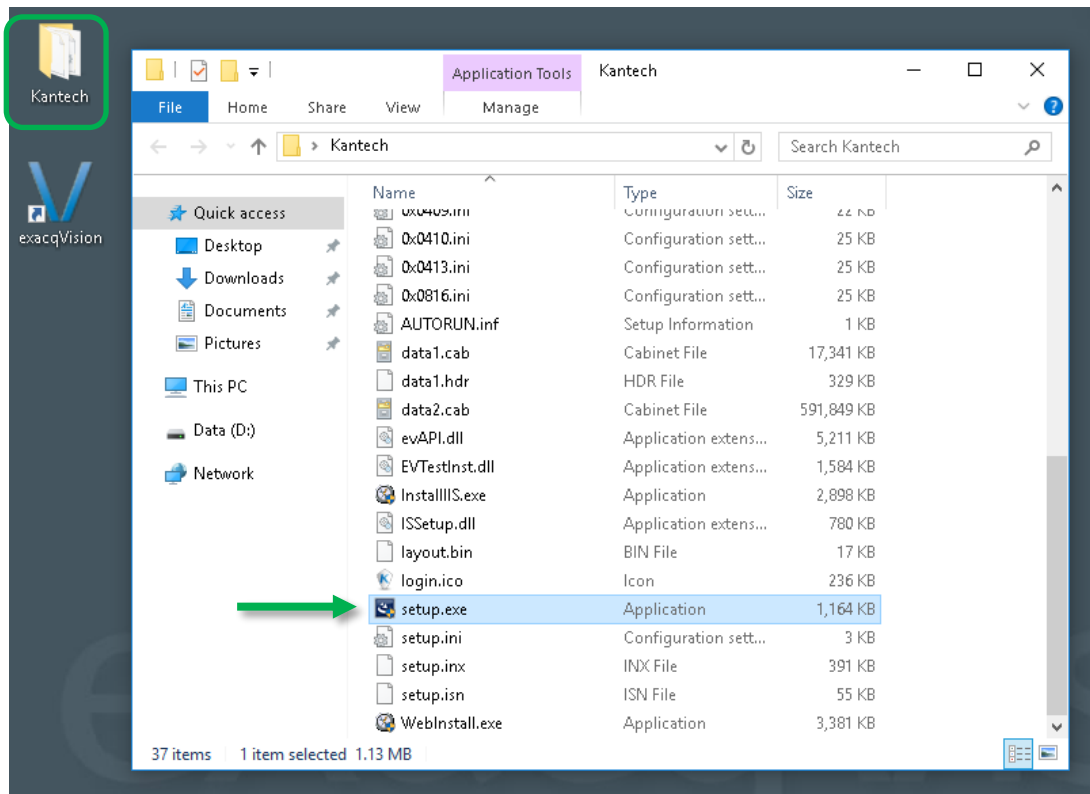 Kantech
exacqVision
Application Tools
Kantech
File
Home
Share
View
Manage
Kantech
Search Kantech
Quick access
Desktop
Downloads
Documents
Pictures
This PC
Data (D:)
Network
Name Type Size
0x0409.ini Configuration sett... 22 KB
0x0410.ini Configuration sett... 25 KB
0x0413.ini Configuration sett... 25 KB
0x0816.ini Configuration sett... 25 KB
AUTORUN.inf Setup Information 1 KB
data1.cab Cabinet File 17,341 KB
data1.hdr HDR File 329 KB
data2.cab Cabinet File 591,849 KB
evAPI.dll Application extens... 5,211 KB
EVTestInst.dll Application extens... 1,584 KB
InstallIIS.exe Application 2,898 KB
ISSetup.dll Application extens... 780 KB
layout.bin BIN File 17 KB
login.ico Icon 236 KB
setup.exe Application 1,164 KB
setup.ini Configuration sett... 3 KB
setup.inx INX File 391 KB
setup.isn ISN File 55 KB
WebInstall.exe Application 3,381 KB
37 items 1 item selected 1.13 MB